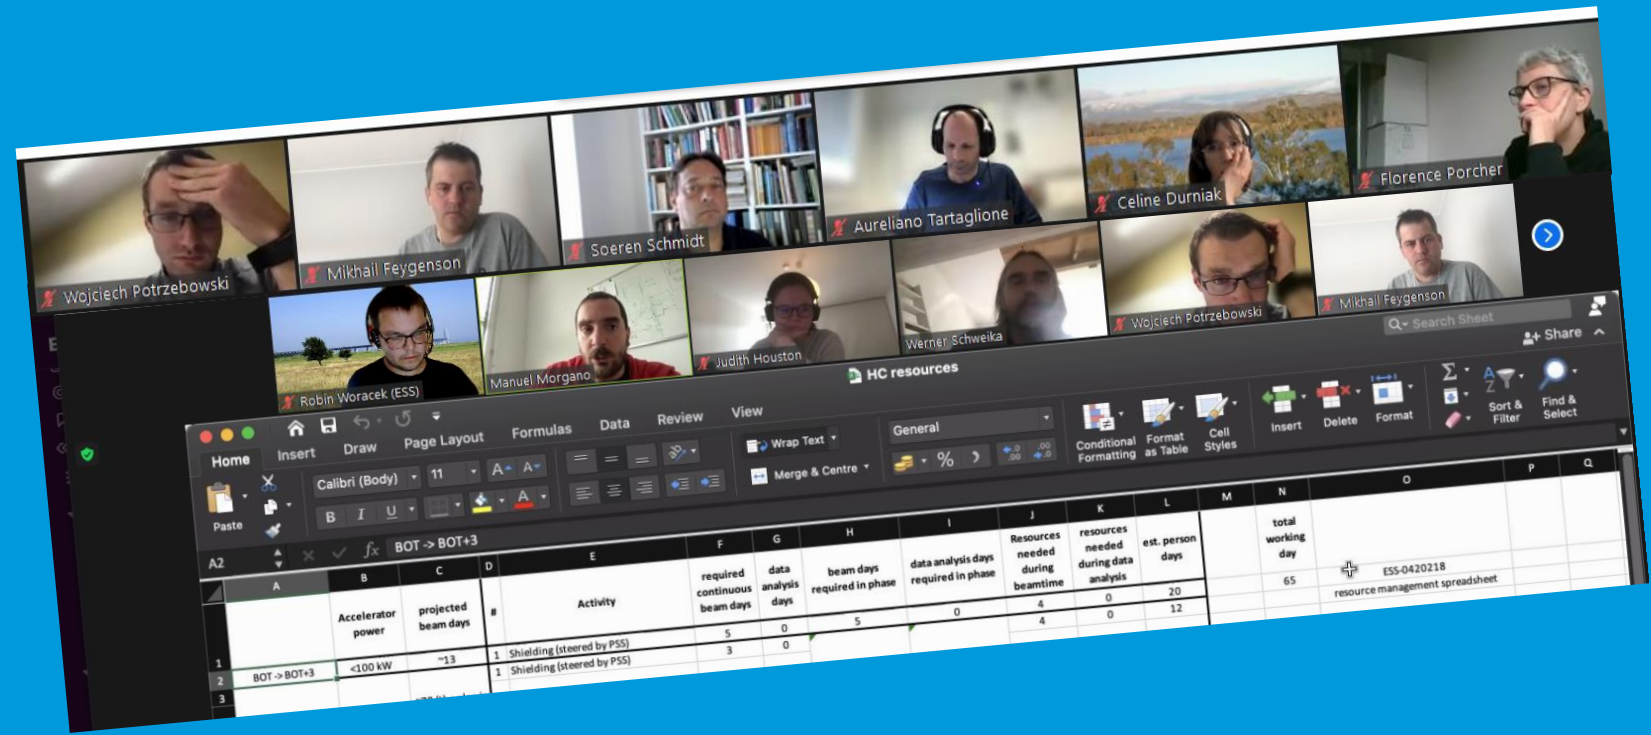 Wojciech Potrzebowski
Mikhail Feygenson
Soeren Schmidt
Aureliano Tartaglione
Celine Durniak
Florence Porcher
Robin Woracek (ESS)
Manuel Morgano
Judith Houston
Werner Schweika
Wojciech Potrzebowski
Mikhail Feygenson
HC resources
Search Sheet
Home Insert Draw Page Layout Formulas Data Review View
Share
Paste
Calibri (Body) 11
B I U
Wrap Text
Merge & Centre
General
Conditional Formatting
Format as Table
Cell Styles
Insert
Delete
Format
Sort & Filter
Find & Select
A2 fx BOT -> BOT+3
A B C D E F G H I J K L M N O P Q
1 Accelerator power projected beam days # Activity required continuous beam days data analysis days beam days required in phase data analysis days required in phase Resources needed during beamtime resources needed during data analysis est. person days total working day
2 BOT -> BOT+3 <100 kW ~13 1 Shielding (steered by PSS) 5 0 5 0 4 0 20 65 ESS-0420218
3 1 Shielding (steered by PSS) 3 0 4 0 12 resource management spreadsheet